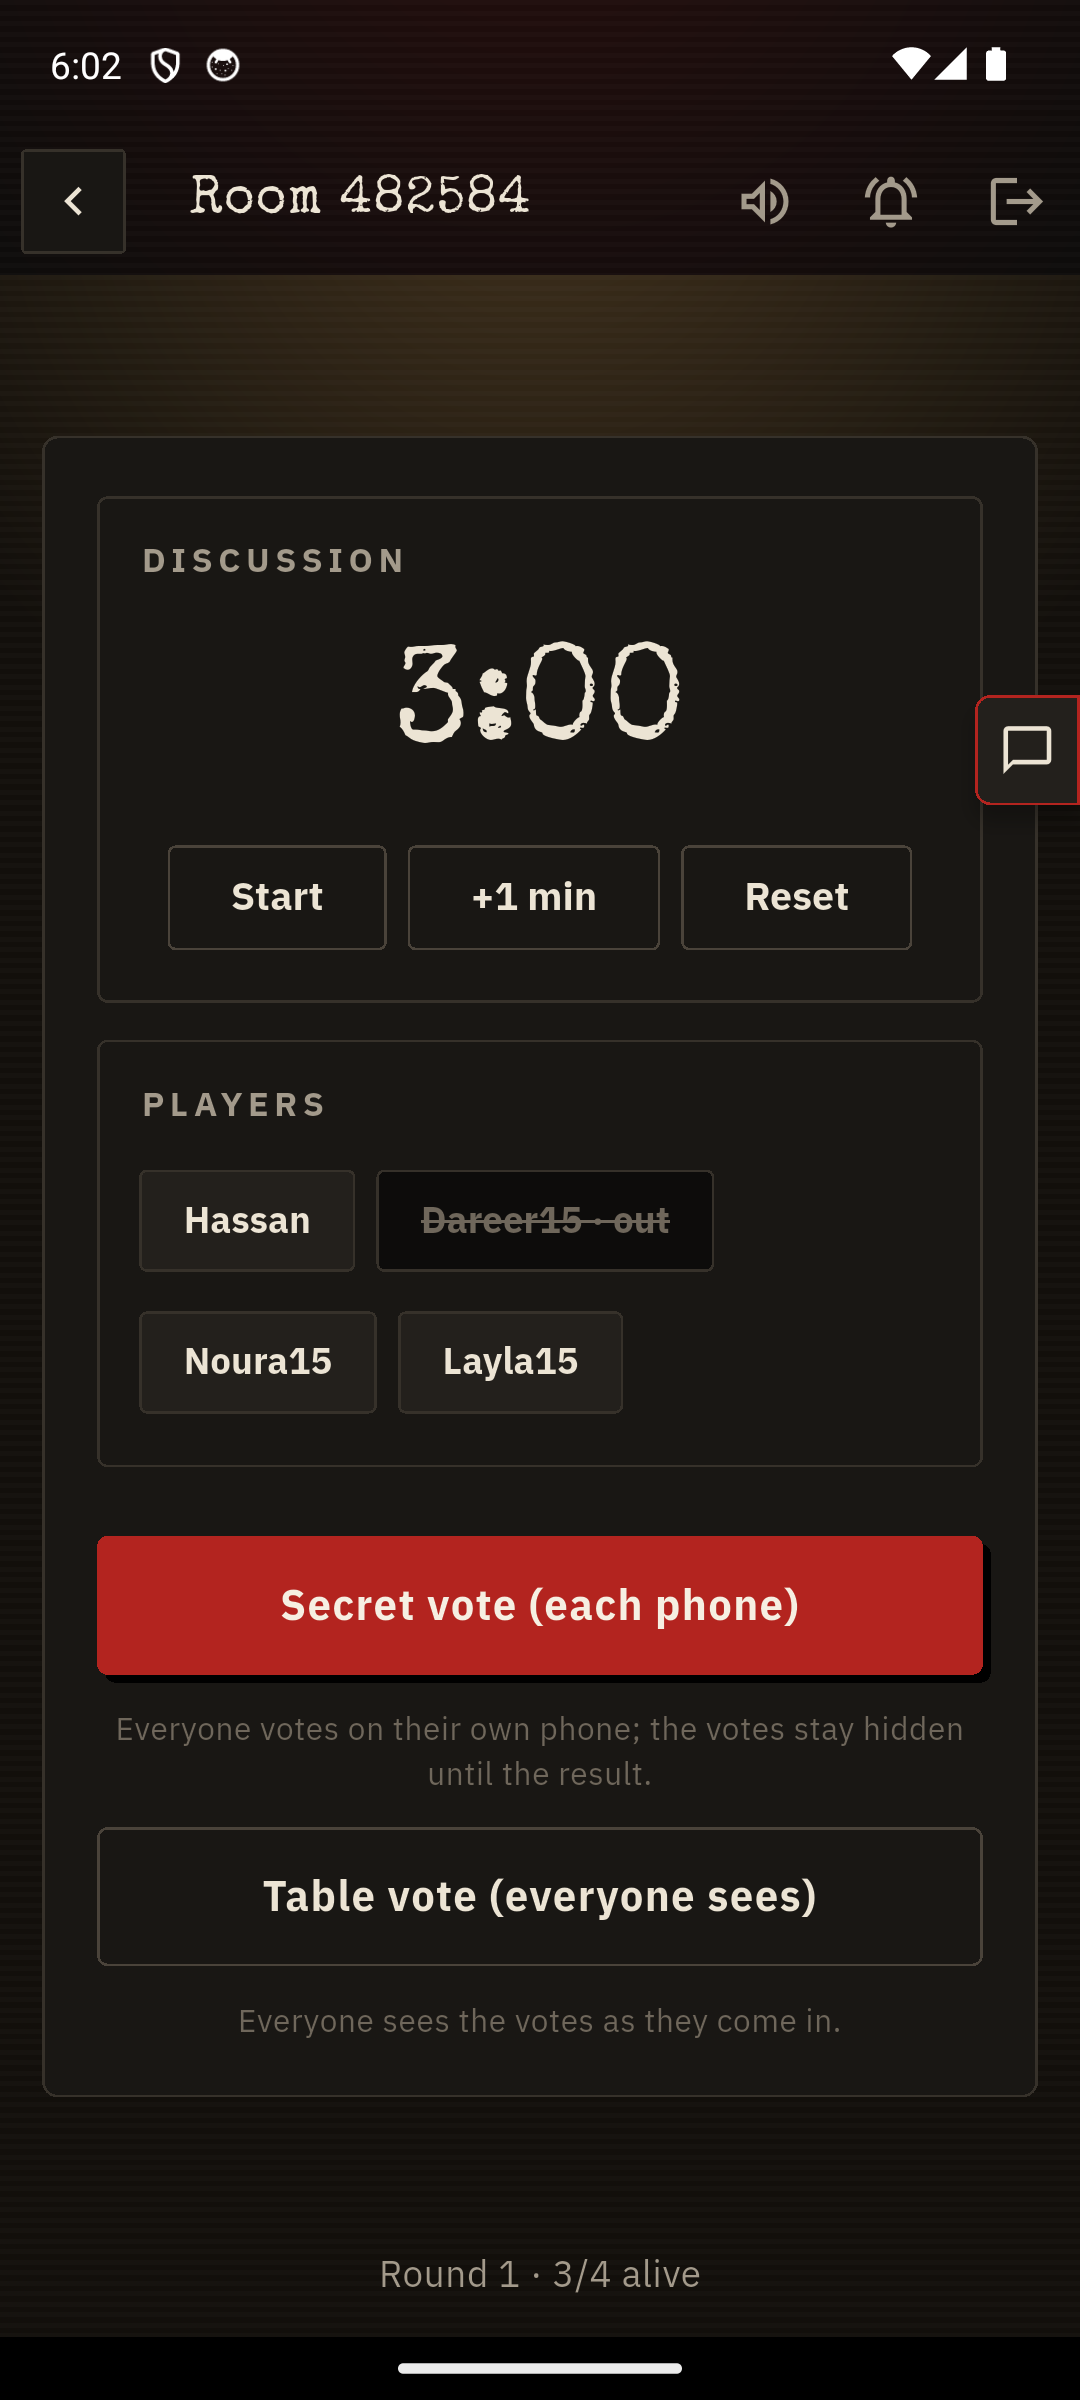 6:02
Room 482584
DISCUSSION
3:00
Start
+1 min
Reset
PLAYERS
Hassan
Dareer15 · out
Noura15
Layla15
Secret vote (each phone)
Everyone votes on their own phone; the votes stay hidden
until the result.
Table vote (everyone sees)
Everyone sees the votes as they come in.
Round 1 · 3/4 alive